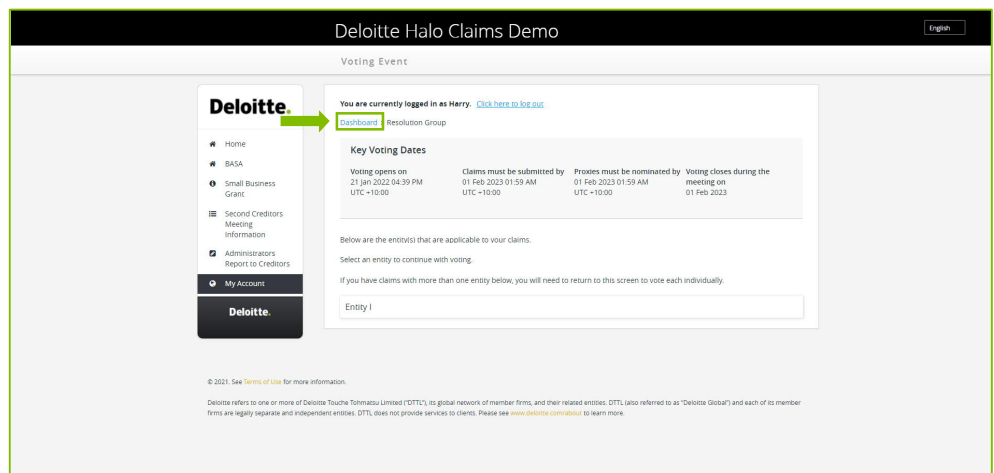 Deloitte Halo Claims Demo
English
Voting Event
Deloitte.
Home
BASA
Small Business
Grant
Second Creditors
Meeting
Information
Administrators
Report to Creditors
My Account
Deloitte.
You are currently logged in as Harry. Click here to log out
Dashboard : Resolution Group
Key Voting Dates
Voting opens on
21 Jan 2022 04:39 PM
UTC +10:00
Claims must be submitted by
01 Feb 2023 01:59 AM
UTC +10:00
Proxies must be nominated by
01 Feb 2023 01:59 AM
UTC +10:00
Voting closes during the
meeting on
01 Feb 2023
Below are the entity(s) that are applicable to your claims.
Select an entity to continue with voting.
If you have claims with more than one entity below, you will need to return to this screen to vote each individually.
Entity I
© 2021. See Terms of Use for more information.
Deloitte refers to one or more of Deloitte Touche Tohmatsu Limited ("DTTL"), its global network of member firms, and their related entities. DTTL (also referred to as "Deloitte Global") and each of its member
firms are legally separate and independent entities. DTTL does not provide services to clients. Please see www.deloitte.com/about to learn more.